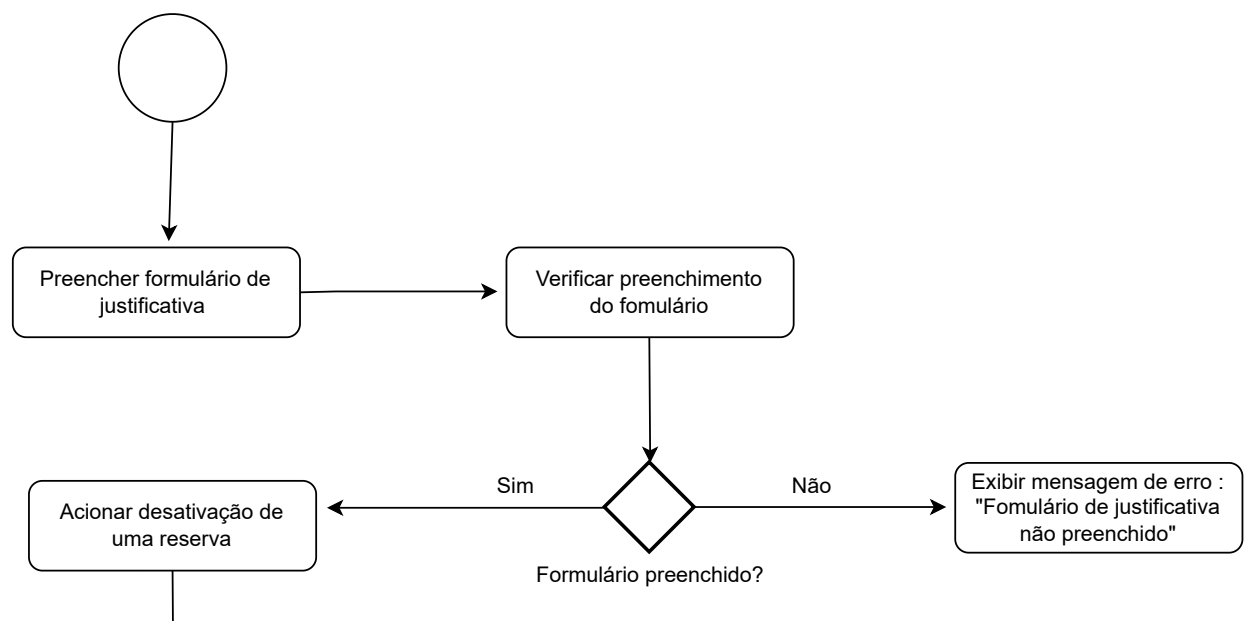 Preencher formulário de
justificativa
Verificar preenchimento
do fomulário
Sim
Não
Acionar desativação de
uma reserva
Formulário preenchido?
Exibir mensagem de erro :
"Fomulário de justificativa
não preenchido"